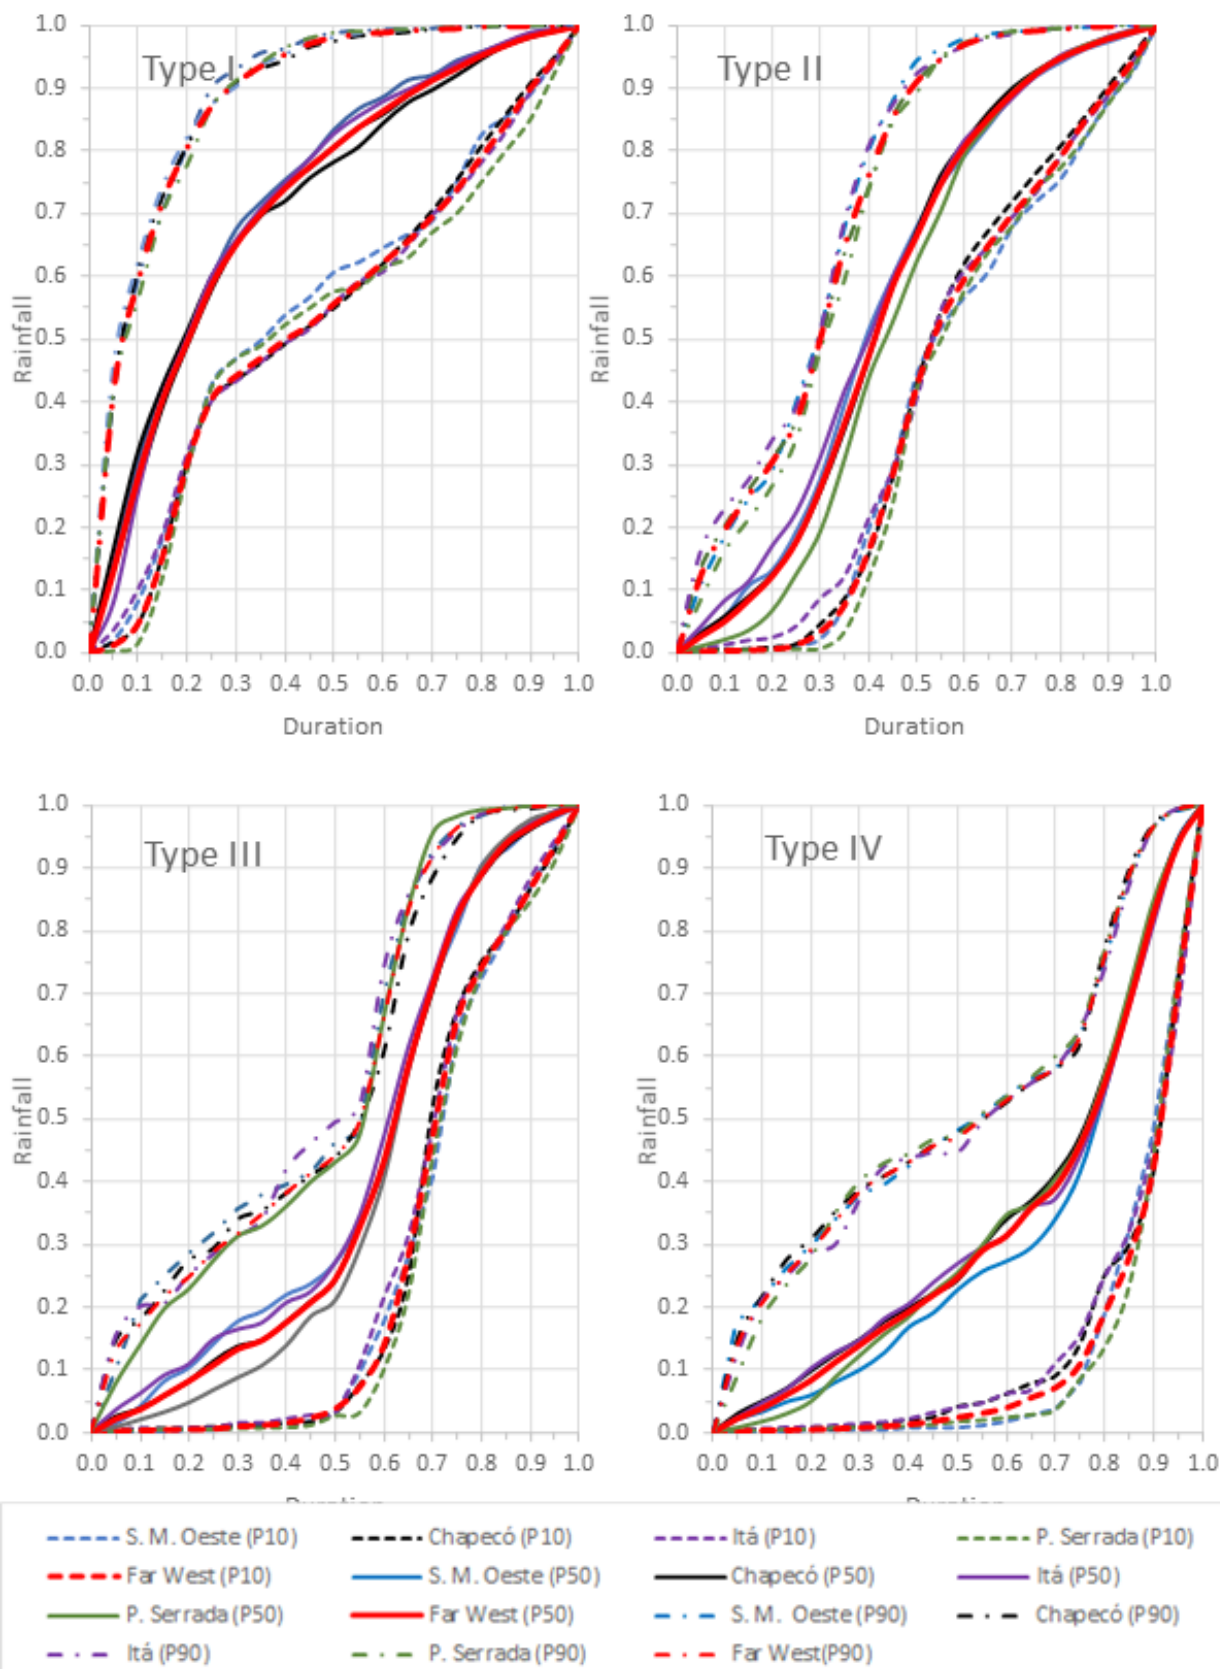 Type I
1.0
0.9
0.8
0.7
0.6
0.5
0.4
0.3
0.2
0.1
0.0
Rainfall
0.0 0.1 0.2 0.3 0.4 0.5 0.6 0.7 0.8 0.9 1.0
Duration
Type II
1.0
0.9
0.8
0.7
0.6
0.5
0.4
0.3
0.2
0.1
0.0
Rainfall
0.0 0.1 0.2 0.3 0.4 0.5 0.6 0.7 0.8 0.9 1.0
Duration
Type III
1.0
0.9
0.8
0.7
0.6
0.5
0.4
0.3
0.2
0.1
0.0
Rainfall
0.0 0.1 0.2 0.3 0.4 0.5 0.6 0.7 0.8 0.9 1.0
Duration
Type IV
1.0
0.9
0.8
0.7
0.6
0.5
0.4
0.3
0.2
0.1
0.0
Rainfall
0.0 0.1 0.2 0.3 0.4 0.5 0.6 0.7 0.8 0.9 1.0
Duration
S. M. Oeste (P10) Chapecó (P10) Itá (P10) P. Serrada (P10)
Far West (P10) S. M. Oeste (P50) Chapecó (P50) Itá (P50)
P. Serrada (P50) Far West (P50) S. M. Oeste (P90) Chapecó (P90)
Itá (P90) P. Serrada (P90) Far West(P90)